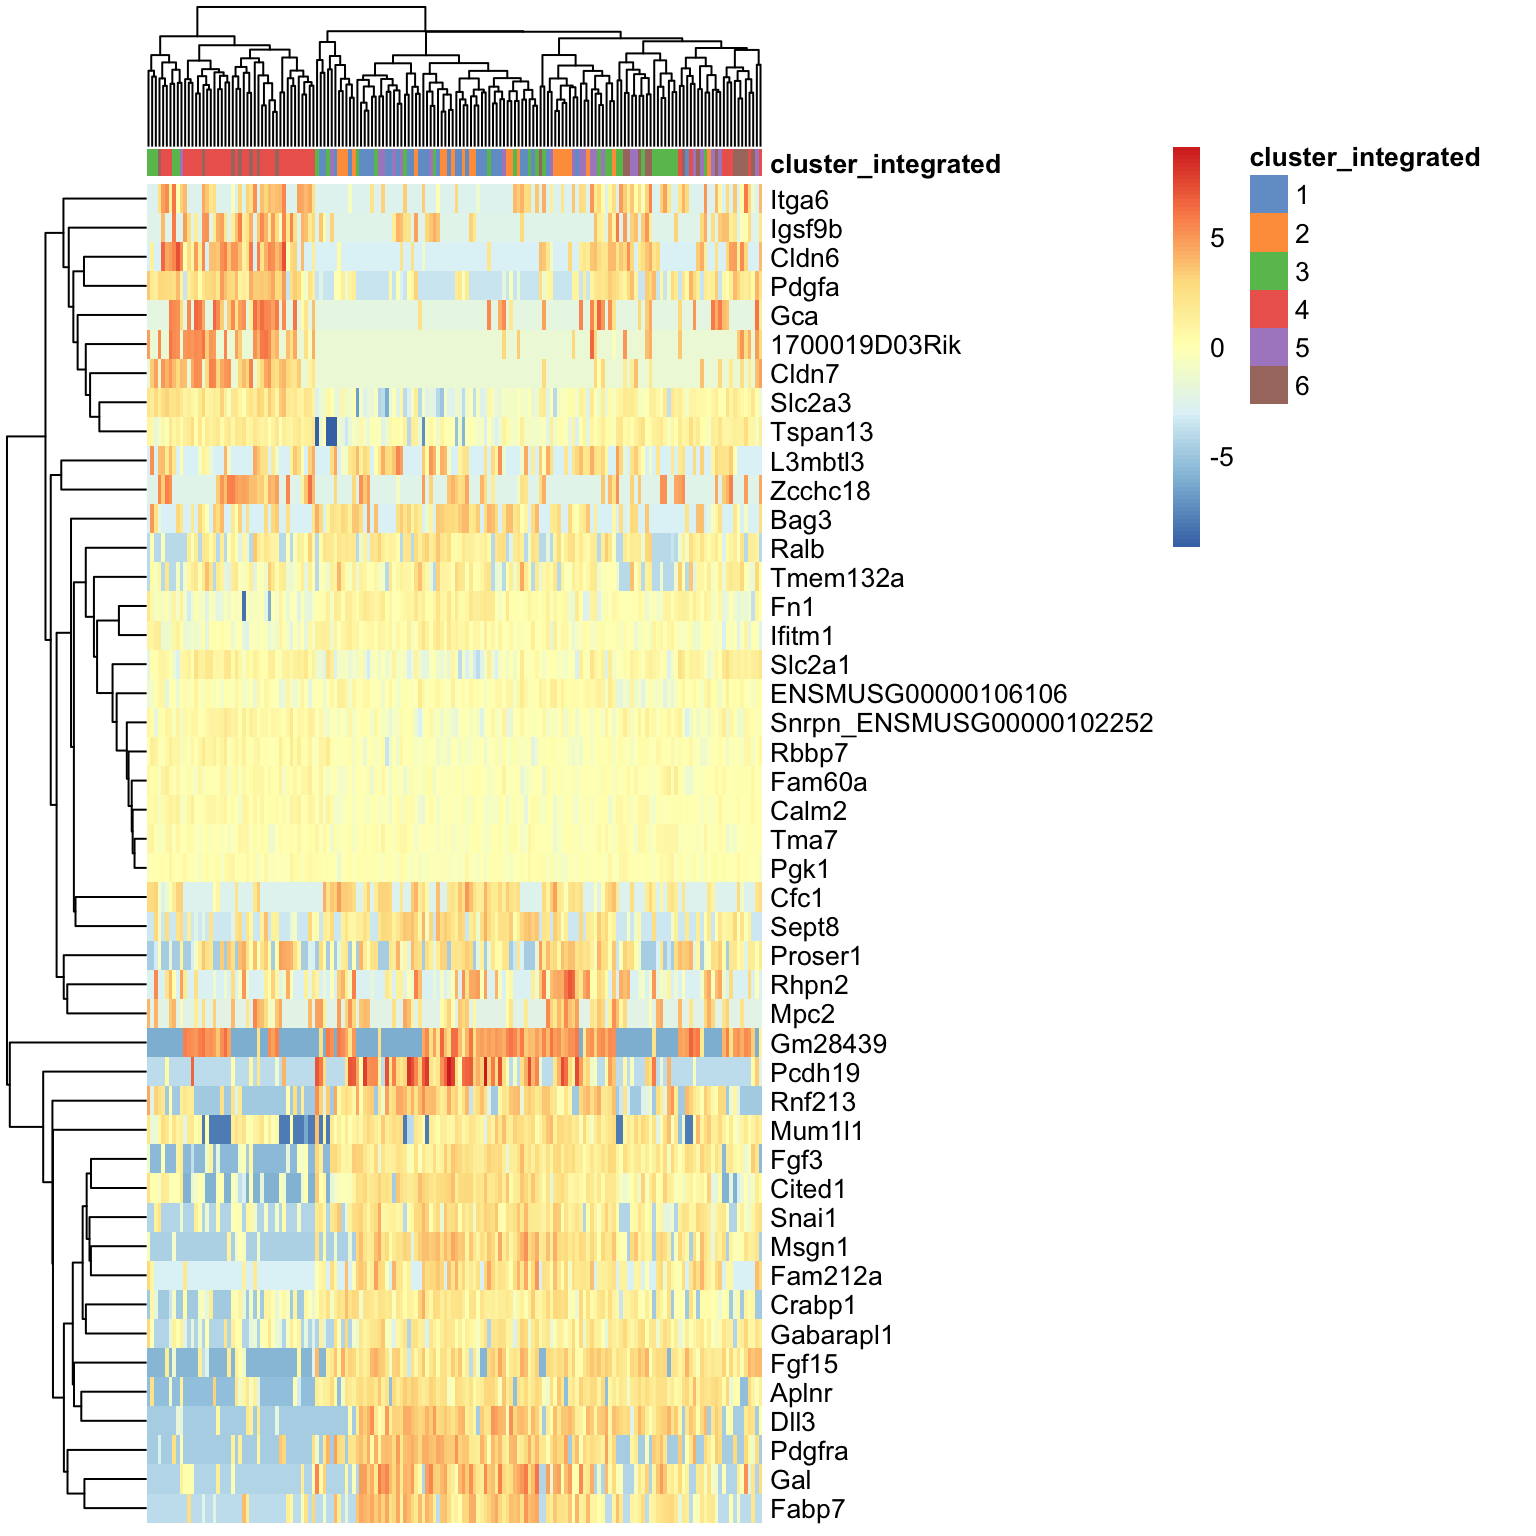 cluster_integrated
Itga6
Igsf9b
Cldn6
Pdgfa
Gca
1700019D03Rik
Cldn7
Slc2a3
Tspan13
L3mbtl3
Zcchc18
Bag3
Ralb
Tmem132a
Fn1
Ifitm1
Slc2a1
ENSMUSG00000106106
Snrpn_ENSMUSG00000102252
Rbbp7
Fam60a
Calm2
Tma7
Pgk1
Cfc1
Sept8
Proser1
Rhpn2
Mpc2
Gm28439
Pcdh19
Rnf213
Mum1l1
Fgf3
Cited1
Snai1
Msgn1
Fam212a
Crabp1
Gabarapl1
Fgf15
Aplnr
Dll3
Pdgfra
Gal
Fabp7
5
0
-5
cluster_integrated
1
2
3
4
5
6